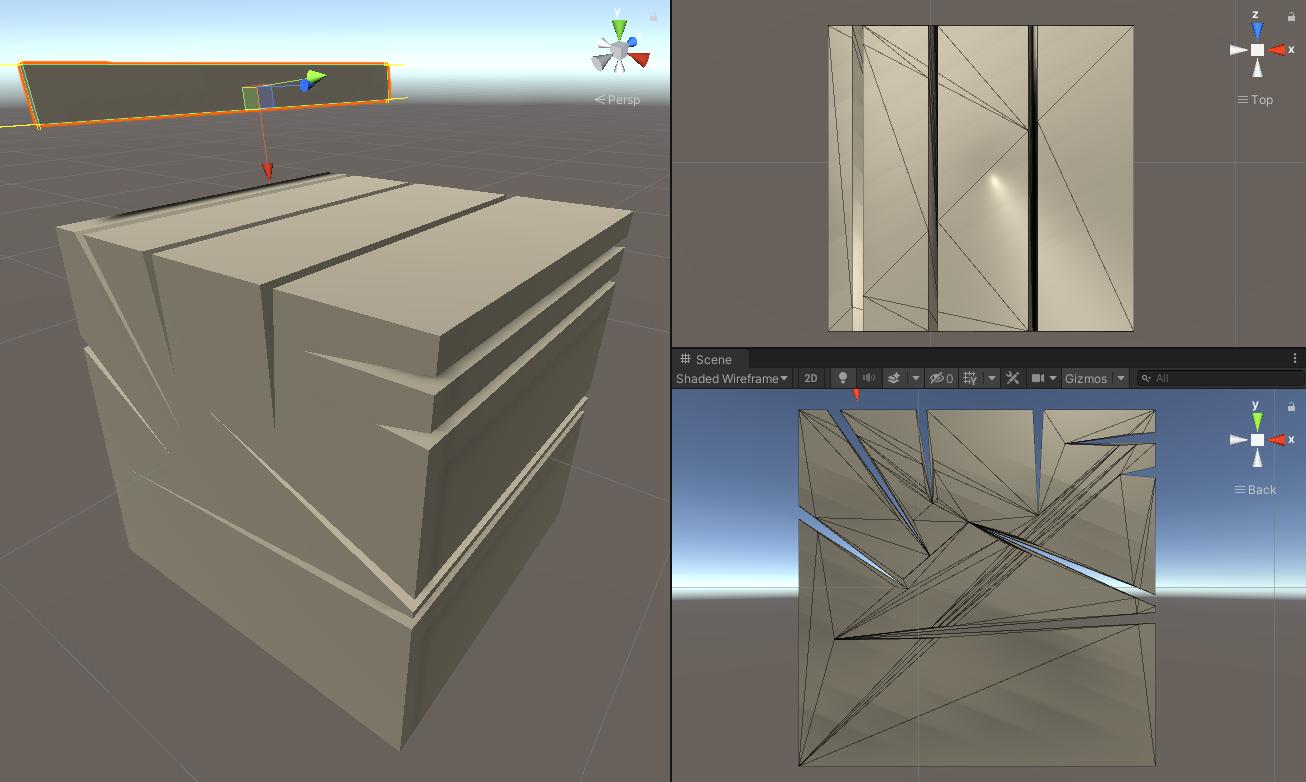 y
Persp
z
x
Top
Scene
Shaded Wireframe 2D 0 Gizmos All
y
x
Back